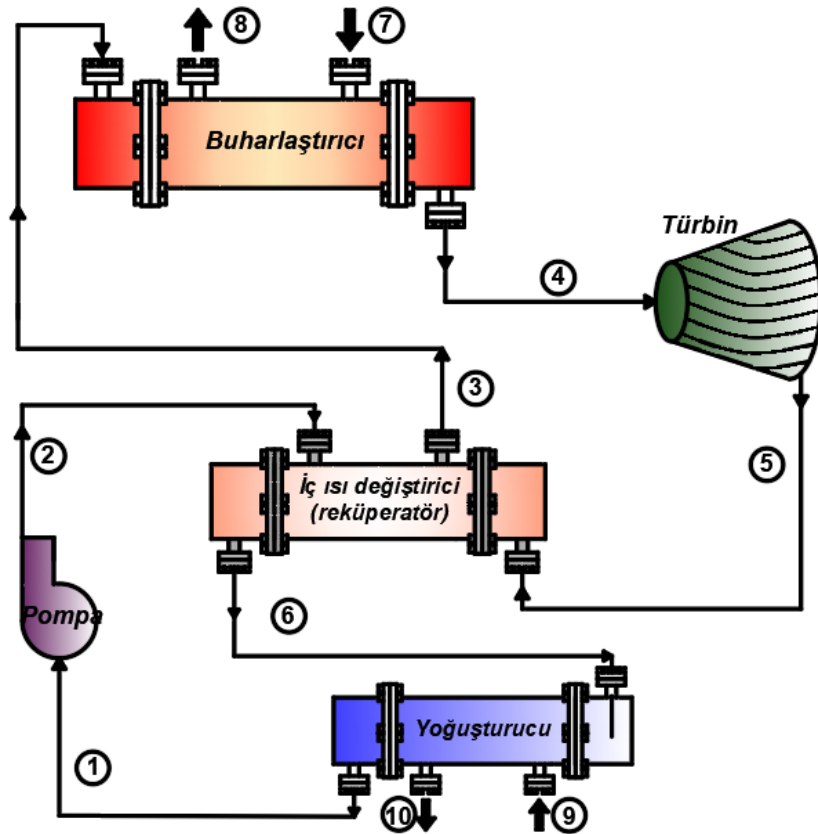 8
7
Buharlaştırıcı
Türbin
4
3
2
İç ısı değiştirici
(reküperatör)
5
Pompa
6
Yoğuşturucu
1
10
9